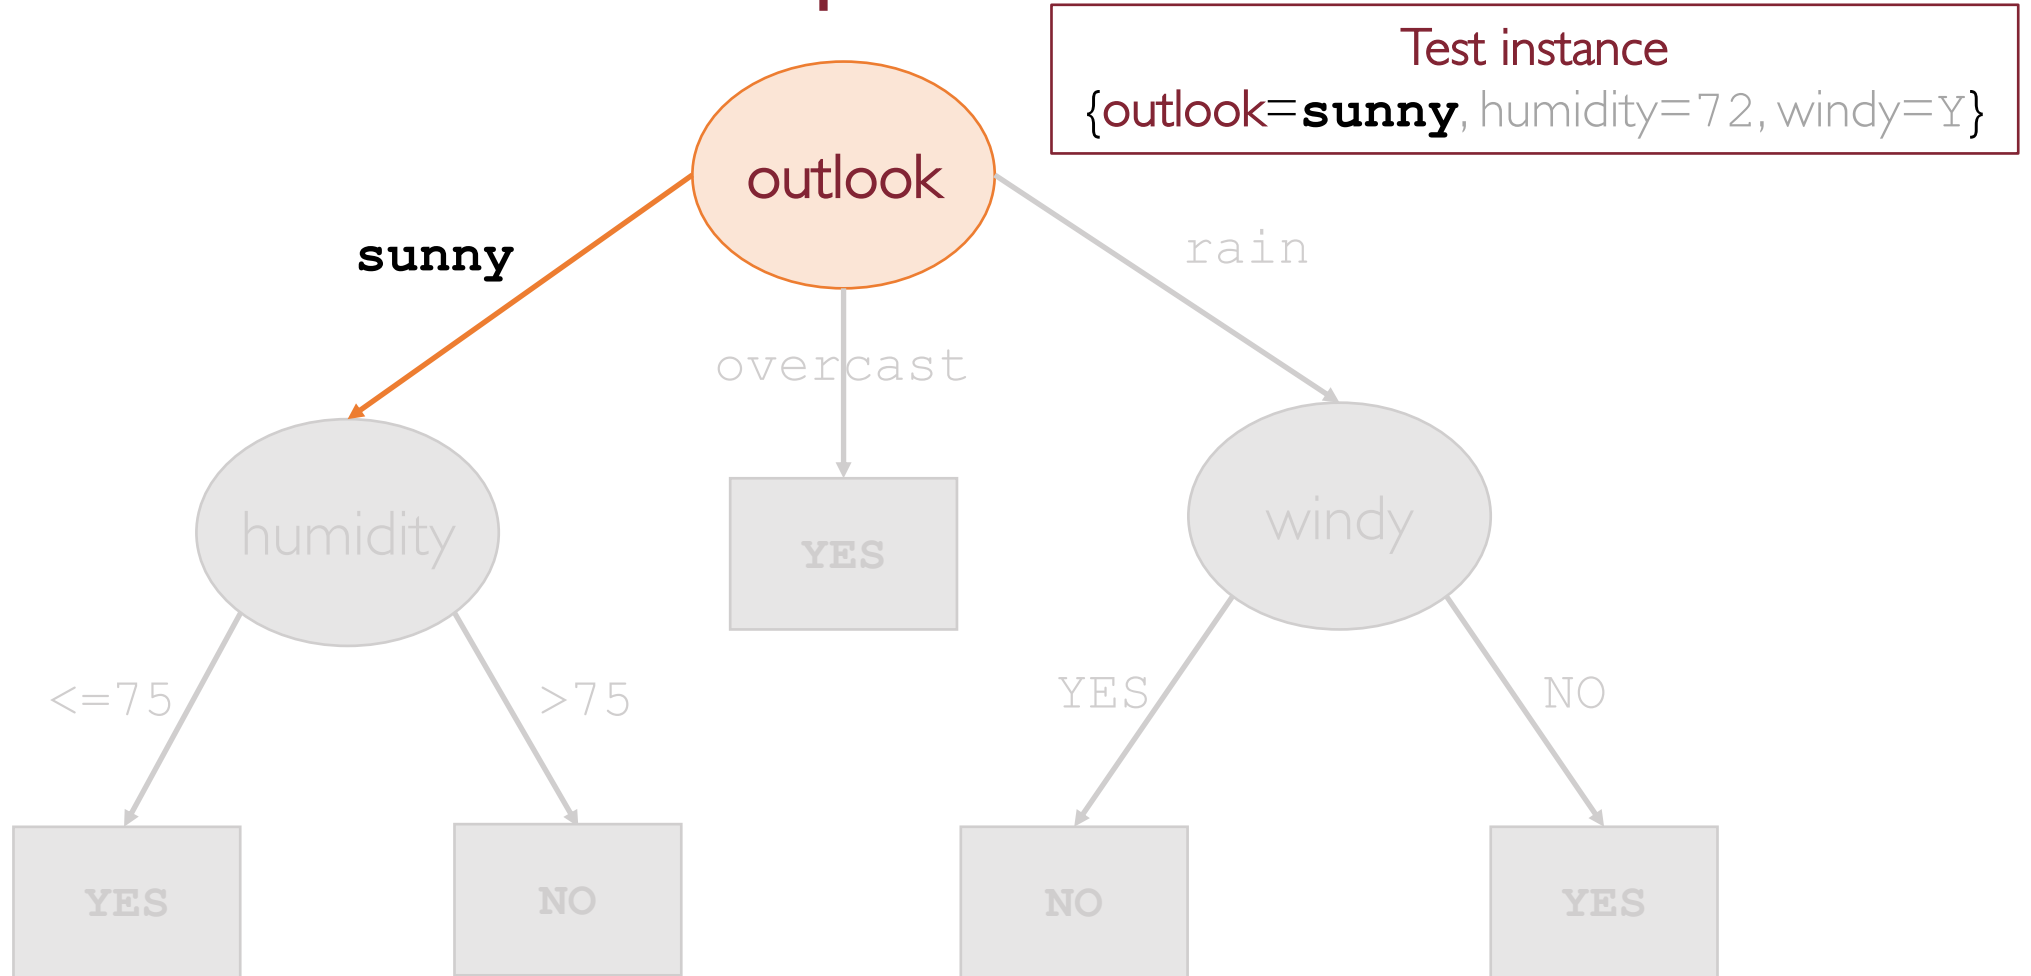 Test instance
{outlook=sunny, humidity=72, windy=Y}
outlook
sunny
rain
overcast
humidity
YES
windy
<=75
>75
YES
NO
YES
NO
NO
YES